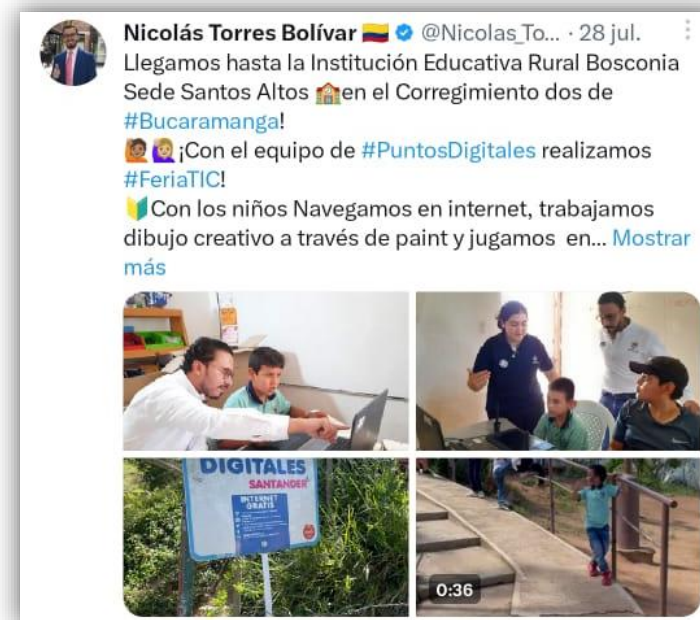 Nicolás Torres Bolívar 🇨🇴 @Nicolas_To... · 28 jul.
Llegamos hasta la Institución Educativa Rural Bosconia
Sede Santos Altos 🏫en el Corregimiento dos de
#Bucaramanga!
🙋🏽🙋🏼‍♀️¡Con el equipo de #PuntosDigitales realizamos
#FeriaTIC!
🔰Con los niños Navegamos en internet, trabajamos
dibujo creativo a través de paint y jugamos en... Mostrar
más
DIGITALES
SANTANDER
INTERNET
GRATIS
0:36